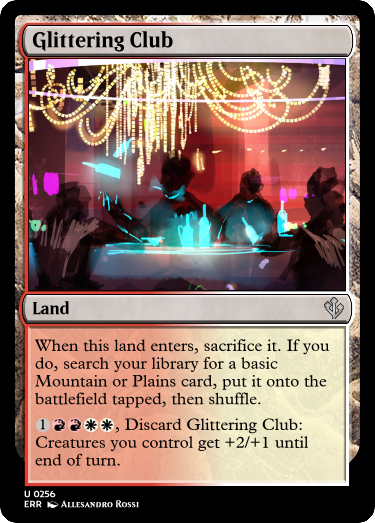 Glittering Club
Land
When this land enters, sacrifice it. If you
do, search your library for a basic
Mountain or Plains card, put it onto the
battlefield tapped, then shuffle.
1, Discard Glittering Club:
Creatures you control get +2/+1 until
end of turn.
U 0256
ERR Allesandro Rossi